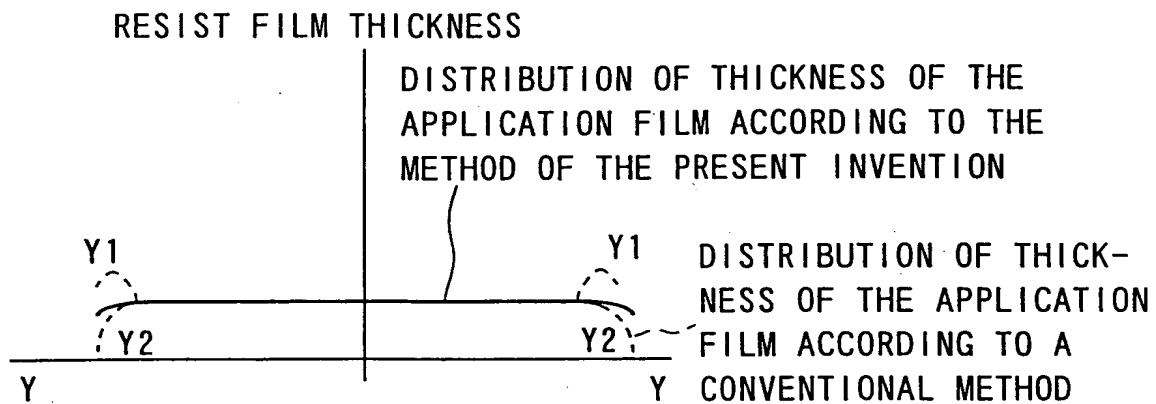 RESIST FILM THICKNESS
DISTRIBUTION OF THICKNESS OF THE
APPLICATION FILM ACCORDING TO THE
METHOD OF THE PRESENT INVENTION
Y1
Y1
DISTRIBUTION OF THICK-
NESS OF THE APPLICATION
FILM ACCORDING TO A
CONVENTIONAL METHOD
Y2
Y2
Y
Y